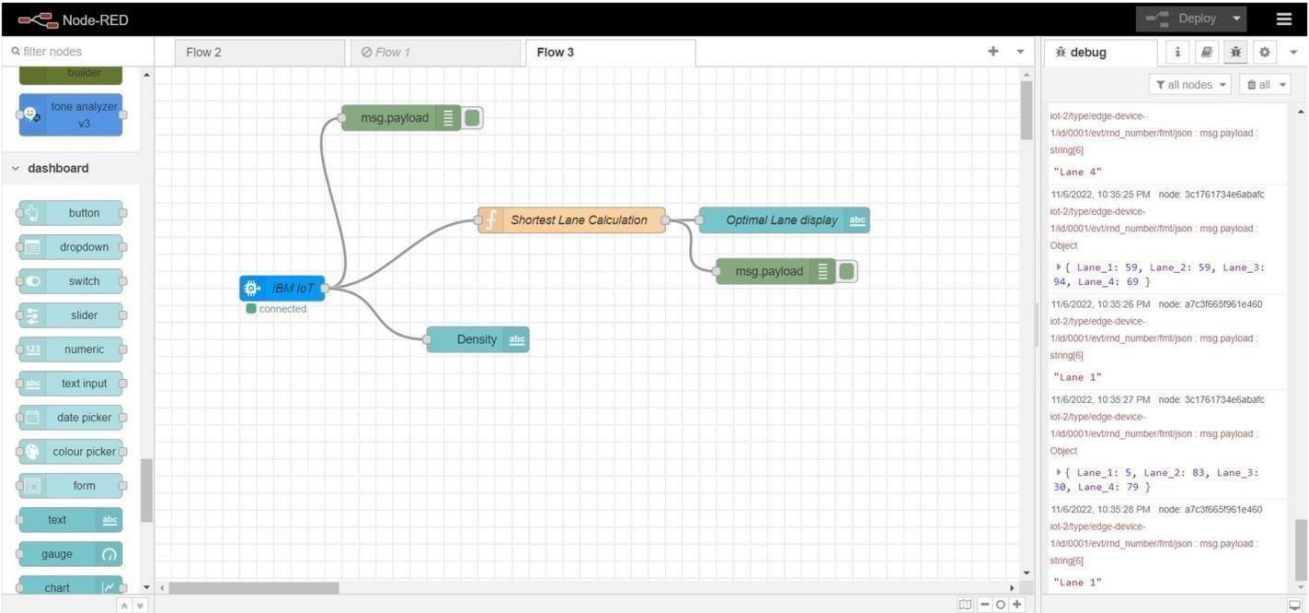 Node-RED
Deploy
filter nodes
Flow 2
Flow 1
Flow 3
debug
i
all nodes
all
builder
tone analyzer
v3
dashboard
button
dropdown
switch
slider
123 numeric
abc text input
date picker
colour picker
form
text abc
gauge
chart
msg.payload
f Shortest Lane Calculation
Optimal Lane display abc
msg.payload
IBM IoT
connected
Density abc
iot-2/type/edge-device-
1/id/0001/evt/rnd_number/fmt/json : msg.payload :
string[6]
"Lane 4"
11/6/2022, 10:35:25 PM node: 3c1761734e6abafc
iot-2/type/edge-device-
1/id/0001/evt/rnd_number/fmt/json : msg.payload :
Object
{ Lane_1: 59, Lane_2: 59, Lane_3:
94, Lane_4: 69 }
11/6/2022, 10:35:26 PM node: a7c3f665f961e460
iot-2/type/edge-device-
1/id/0001/evt/rnd_number/fmt/json : msg.payload :
string[6]
"Lane 1"
11/6/2022, 10:35:27 PM node: 3c1761734e6abafc
iot-2/type/edge-device-
1/id/0001/evt/rnd_number/fmt/json : msg.payload :
Object
{ Lane_1: 5, Lane_2: 83, Lane_3:
30, Lane_4: 79 }
11/6/2022, 10:35:28 PM node: a7c3f665f961e460
iot-2/type/edge-device-
1/id/0001/evt/rnd_number/fmt/json : msg.payload :
string[6]
"Lane 1"